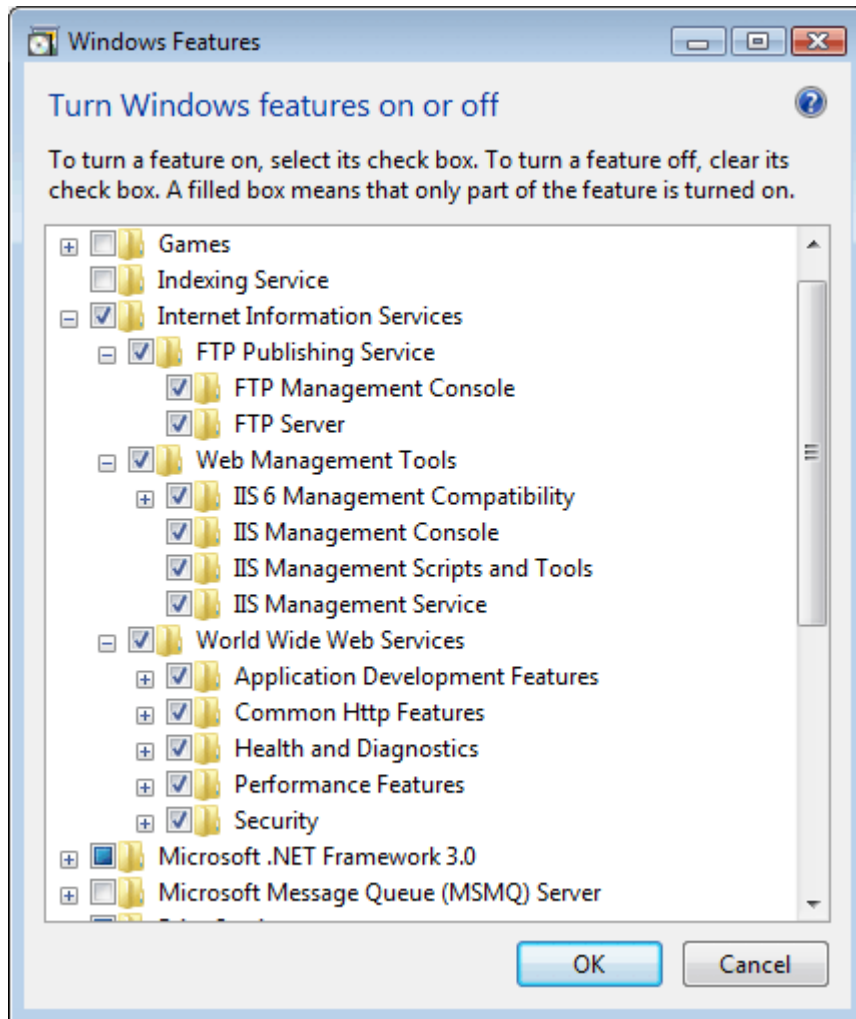 Windows Features
Turn Windows features on or off
To turn a feature on, select its check box. To turn a feature off, clear its
check box. A filled box means that only part of the feature is turned on.
Games
Indexing Service
Internet Information Services
FTP Publishing Service
FTP Management Console
FTP Server
Web Management Tools
IIS 6 Management Compatibility
IIS Management Console
IIS Management Scripts and Tools
IIS Management Service
World Wide Web Services
Application Development Features
Common Http Features
Health and Diagnostics
Performance Features
Security
Microsoft .NET Framework 3.0
Microsoft Message Queue (MSMQ) Server
OK Cancel